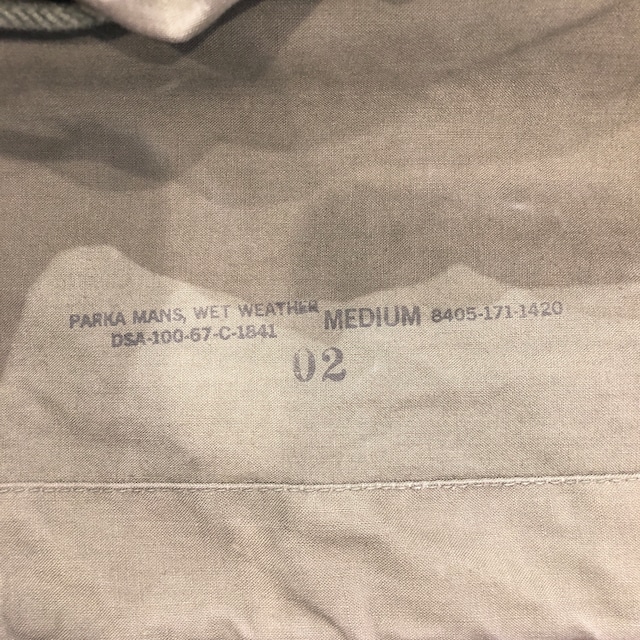 PARKA MANS, WET WEATHER MEDIUM 8405-171-1420
DSA-100-67-C-1841
02